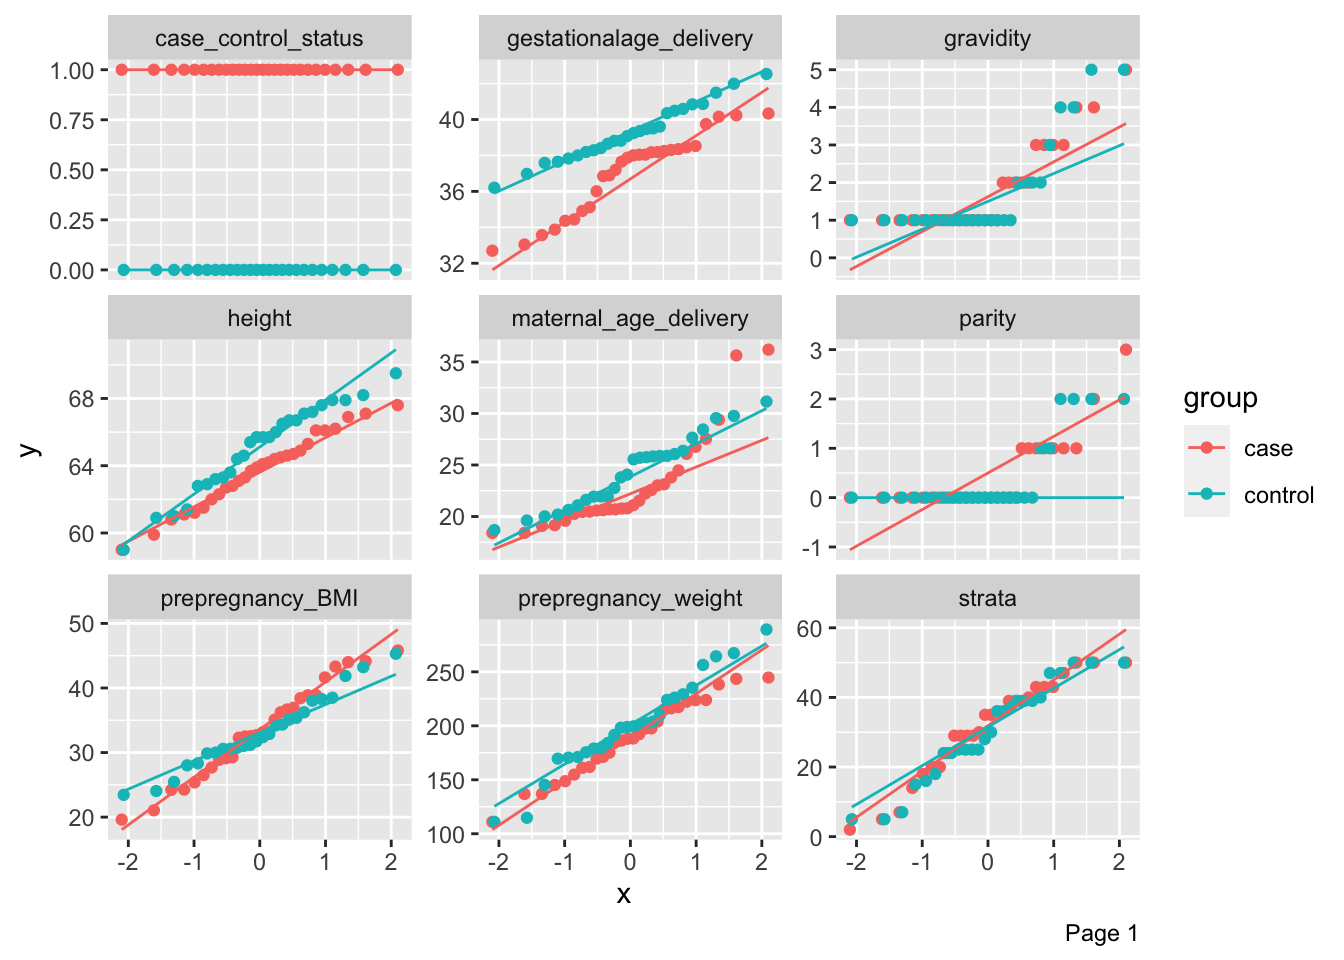 case_control_status
gestationalage_delivery
gravidity
1.00
0.75
0.50
0.25
0.00
40
36
32
5
4
3
2
1
0
height
maternal_age_delivery
parity
68
64
60
35
30
25
20
3
2
1
0
-1
prepregnancy_BMI
prepregnancy_weight
strata
50
40
30
20
250
200
150
100
60
40
20
0
-2 -1 0 1 2
-2 -1 0 1 2
-2 -1 0 1 2
y
x
group
case
control
Page 1